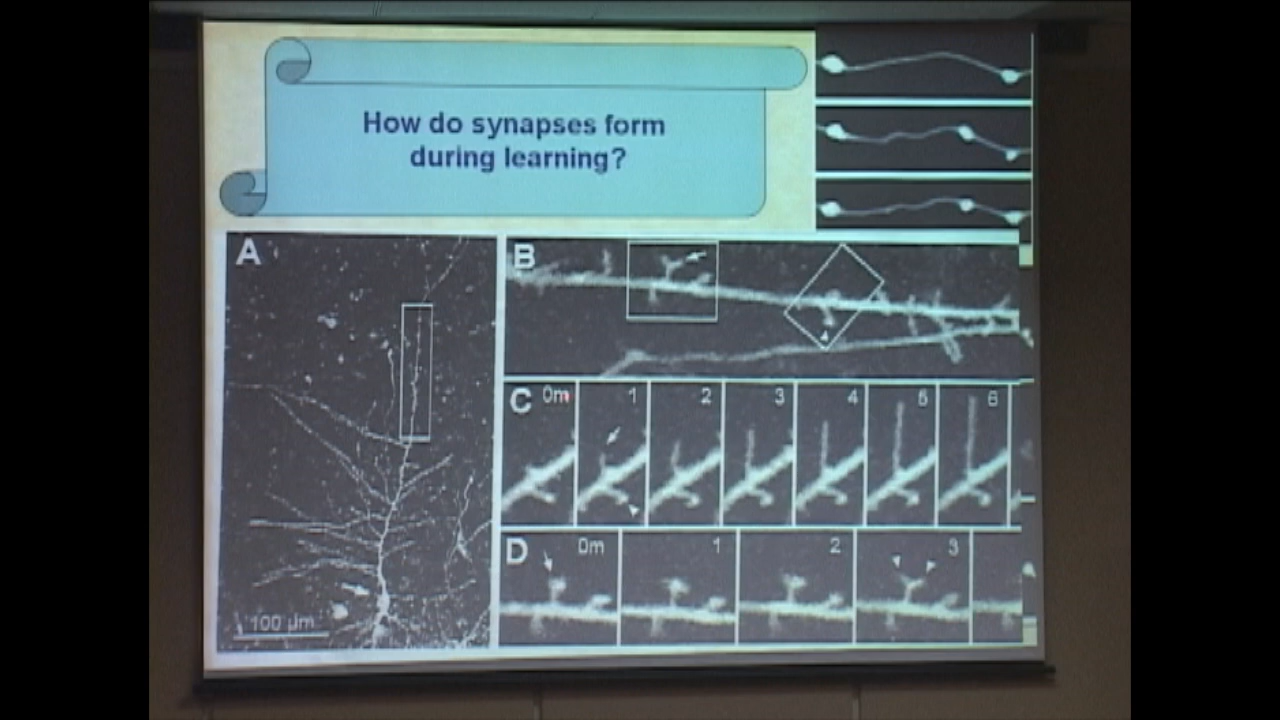 How do synapses form
during learning?
A
100 µm
B
C 0m 1 2 3 4 5 6
D 0m 1 2 3